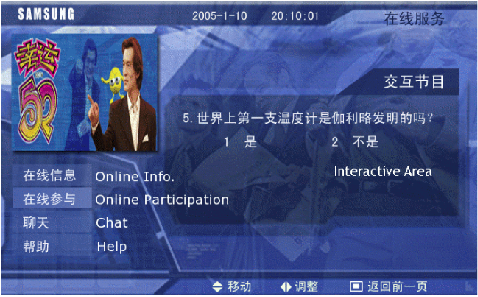 SAMSUNG 2005-1-10 20:10:01 在线服务
幸运
52
交互节目
5.世界上第一支温度计是伽利略发明的吗?
1 是 2 不是
Interactive Area
在线信息 Online Info.
在线参与 Online Participation
聊天 Chat
帮助 Help
移动 调整 返回前一页